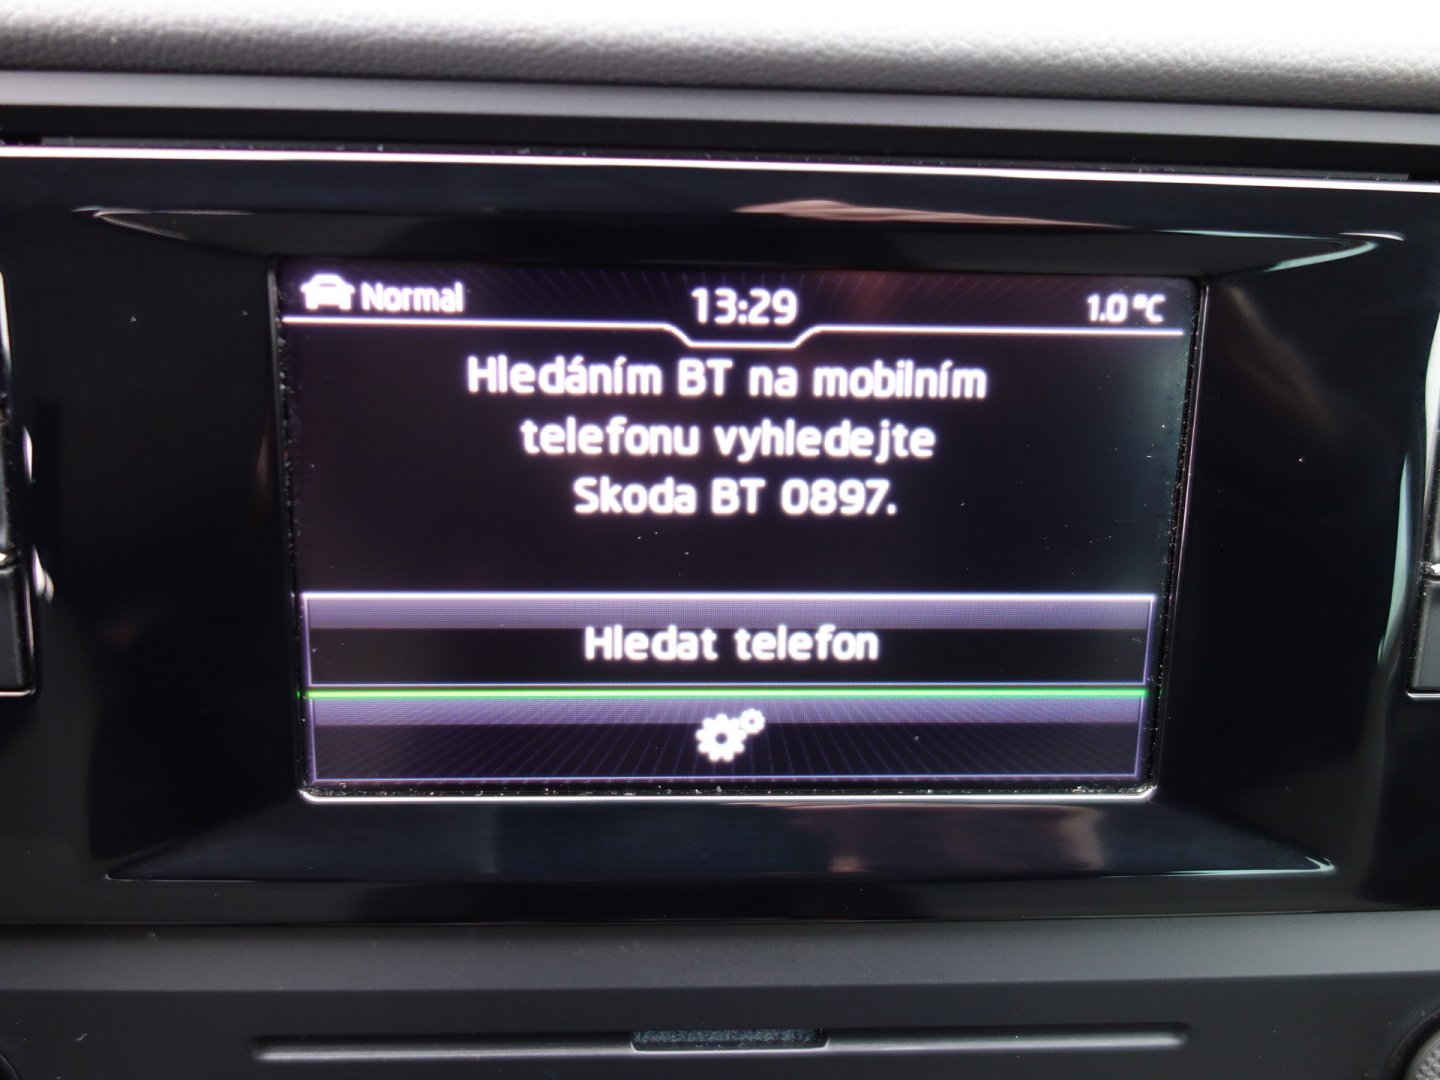 Normal 13:29 1.0 °C
Hledáním BT na mobilním
telefonu vyhledejte
Skoda BT 0897.
Hledat telefon